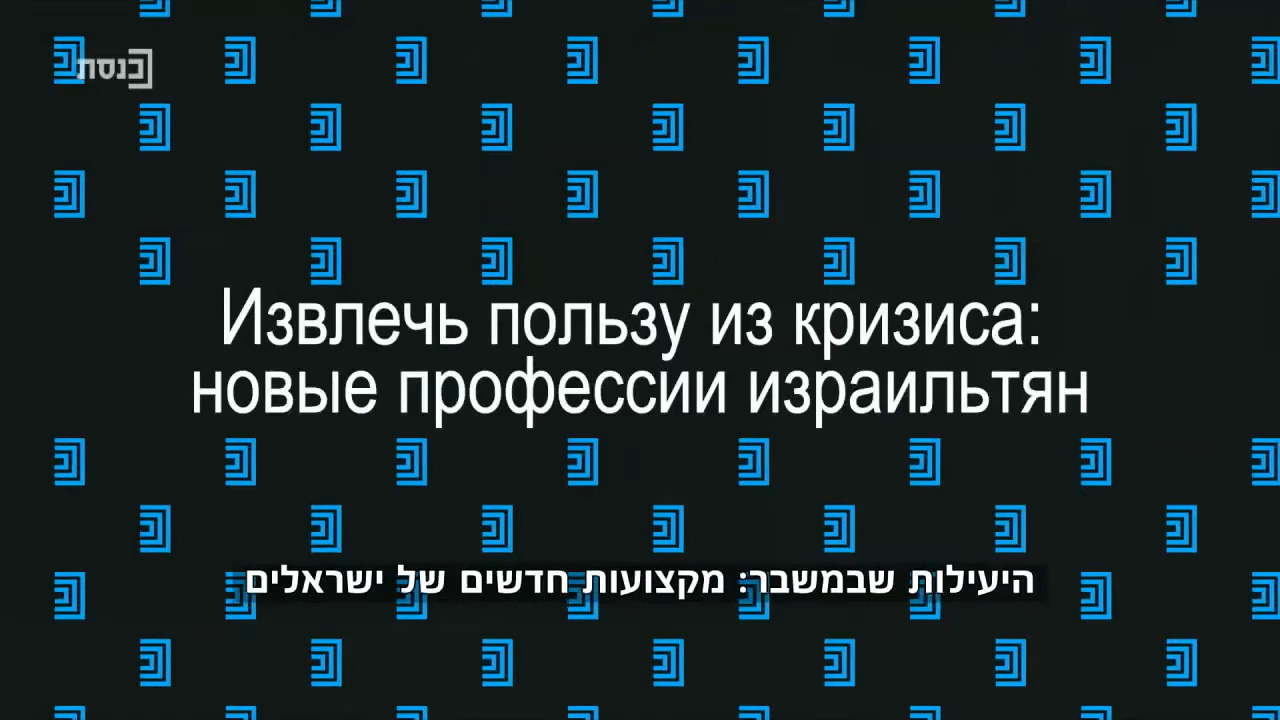 כנסת
Извлечь пользу из кризиса:
новые профессии израильтян
היעילות שבמשבר: מקצועות חדשים של ישראלים